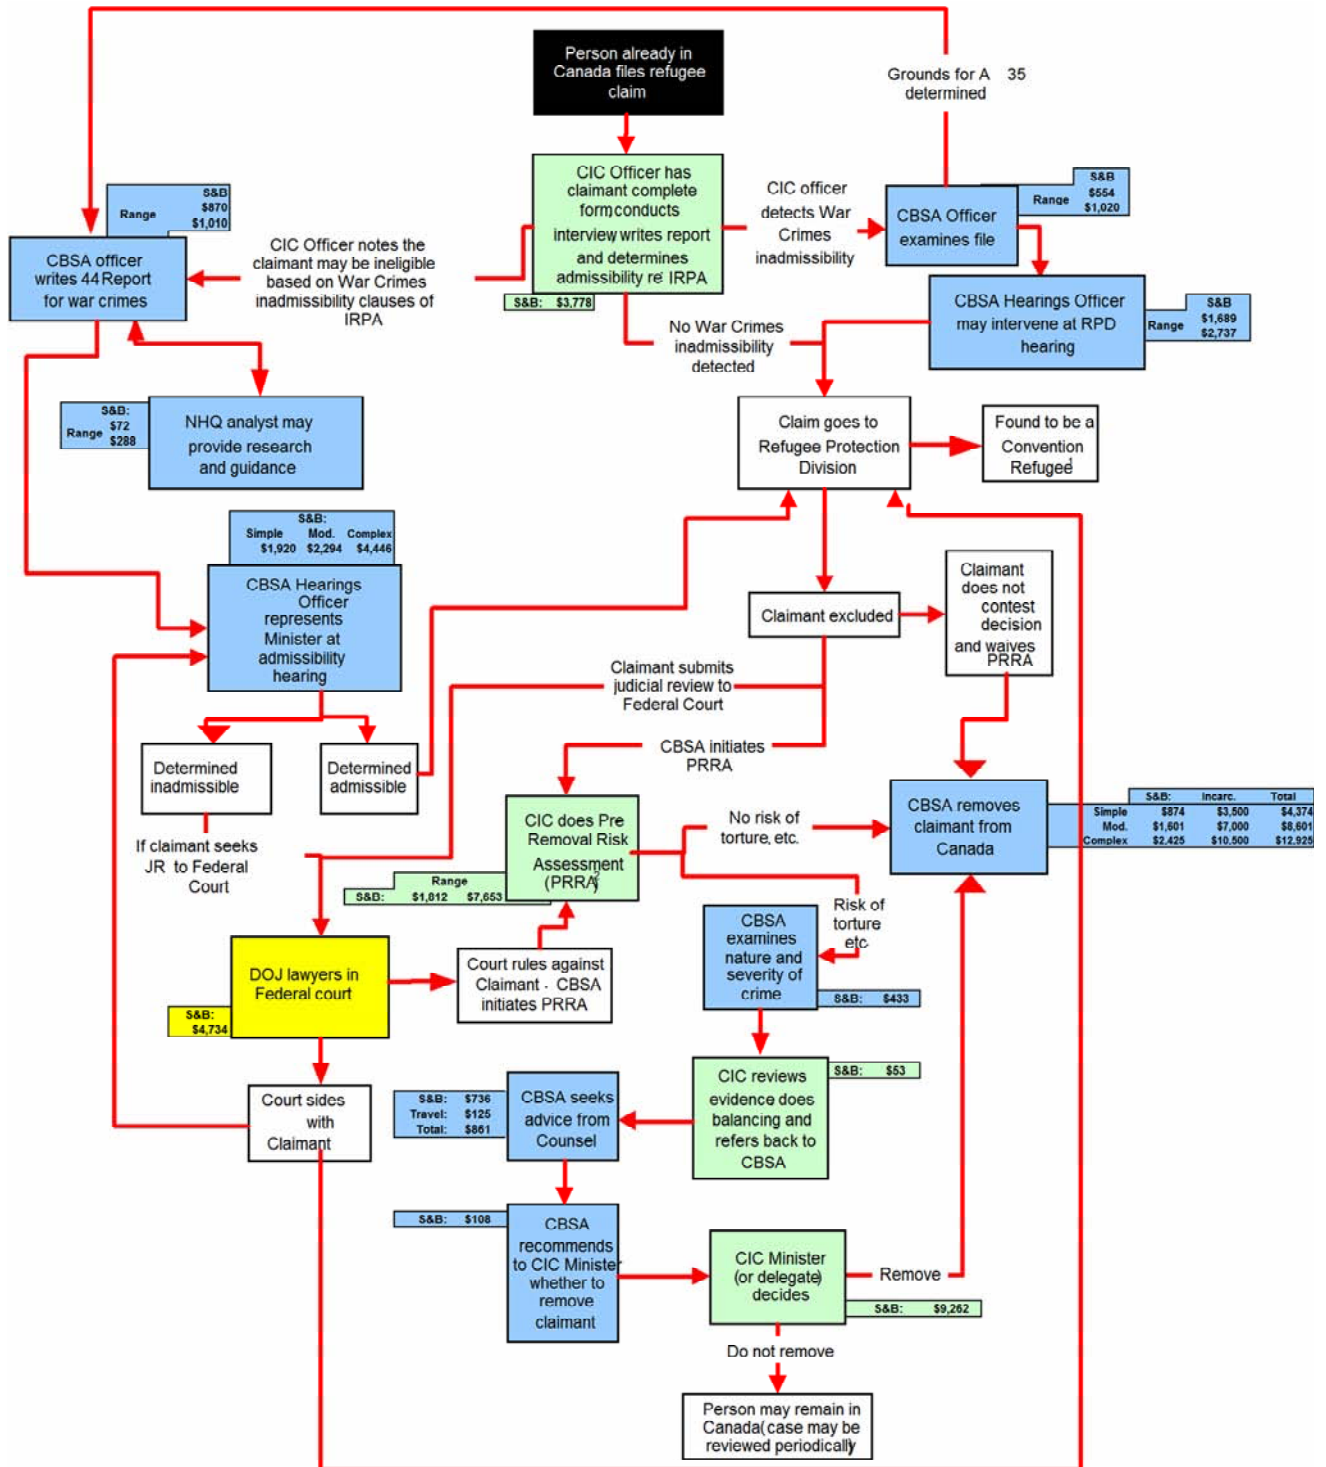 Person already in
Canada files refugee
claim
Grounds for A 35
determined
CIC Officer has
claimant complete
form,conducts
interview,writes report
and determines
admissibility re' IRPA
S&B: $3,778
CIC officer
detects War
Crimes
inadmissibility
S&B
Range $554
$1,020
CBSA Officer
examines file
S&B
$870
Range $1,010
CBSA officer
writes 44 Report
for war crimes
CIC Officer notes the
claimant may be ineligible
based on War Crimes
inadmissibility clauses of
IRPA
CBSA Hearings Officer
may intervene at RPD
hearing
S&B
$1,689
Range $2,737
No War Crimes
inadmissibility
detected
S&B:
Range $72
$288
NHQ analyst may
provide research
and guidance
Claim goes to
Refugee Protection
Division
Found to be a
Convention
Refugee1
S&B:
Simple Mod. Complex
$1,920 $2,294 $4,446
CBSA Hearings
Officer
represents
Minister at
admissibility
hearing
Claimant excluded
Claimant
does not
contest
decision
and waives
PRRA
Claimant submits
judicial review to
Federal Court
CBSA initiates
PRRA
Determined
inadmissible
Determined
admissible
CIC does Pre
Removal Risk
Assessment
(PRRA)2
Range
S&B: $1,812 $7,653
No risk of
torture, etc.
CBSA removes
claimant from
Canada
S&B: Incarc. Total
Simple $874 $3,500 $4,374
Mod. $1,601 $7,000 $8,601
Complex $2,425 $10,500 $12,925
If claimant seeks
JR to Federal
Court
Risk of
torture
etc.
CBSA
examines
nature and
severity of
crime
S&B: $433
DOJ lawyers in
Federal court
S&B:
$4,734
Court rules against
Claimant - CBSA
initiates PRRA
CIC reviews
evidence does
balancing and
refers back to
CBSA
S&B: $53
Court sides
with
Claimant
S&B: $736
Travel: $125
Total: $861
CBSA seeks
advice from
Counsel
S&B: $108
CBSA
recommends
to CIC Minister
whether to
remove
claimant
CIC Minister
(or delegate)
decides
S&B: $9,262
Remove
Do not remove
Person may remain in
Canada(case may be
reviewed periodically)